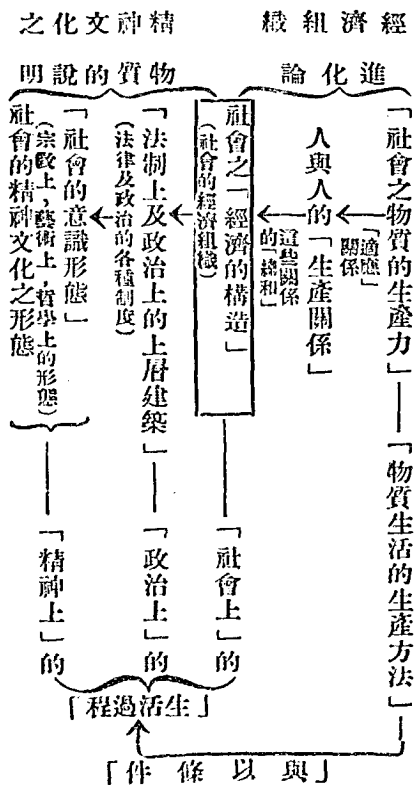 經濟組織
進化論
精神文化之
物質的說明
「社會之物質的生產力」
「物質生活的生產方法」
「適應」
關係
人與人的「生產關係」
這些關係
的「總和」
社會之「經濟的構造」
(社會的經濟組織)
「社會上」的
「法制上及政治上的上層建築」
(法律及政治的各種制度)
「政治上」的
「社會的意識形態」
(宗敎上,藝術上,哲學上的形態)
社會的精神文化之形態
「精神上」的
「生活過程」
「與以條件」